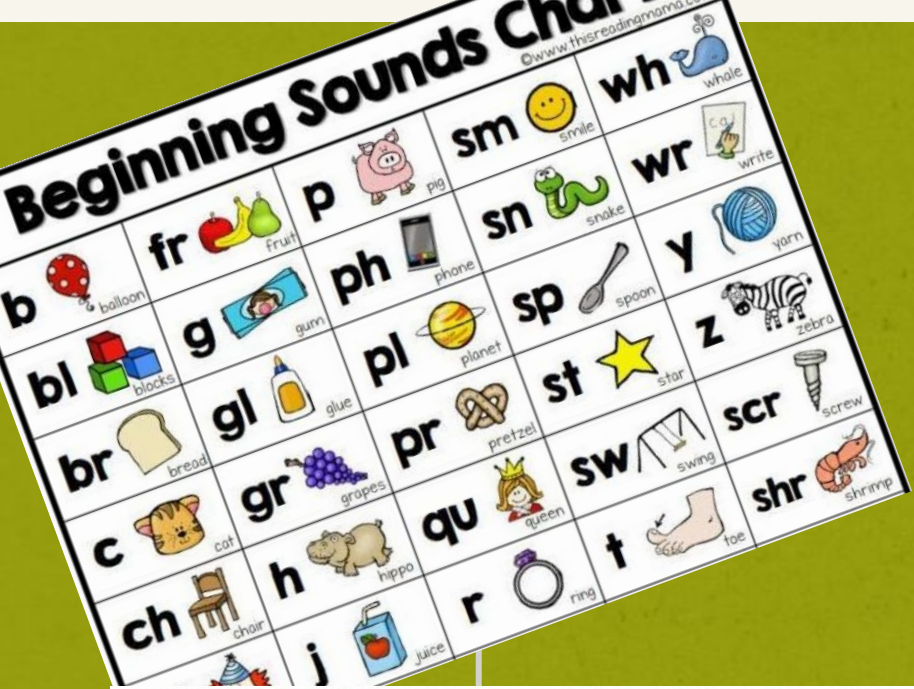 Beginning Sounds Char
©www.thisreadingmama.co
b balloon
bl blocks
br bread
c cat
ch chair
fr fruit
g gum
gl glue
gr grapes
h hippo
j juice
p pig
ph phone
pl planet
pr pretzel
qu queen
r ring
sm smile
sn snake
sp spoon
st star
sw swing
t toe
wh whale
wr write
ca
y yarn
z zebra
scr screw
shr shrimp